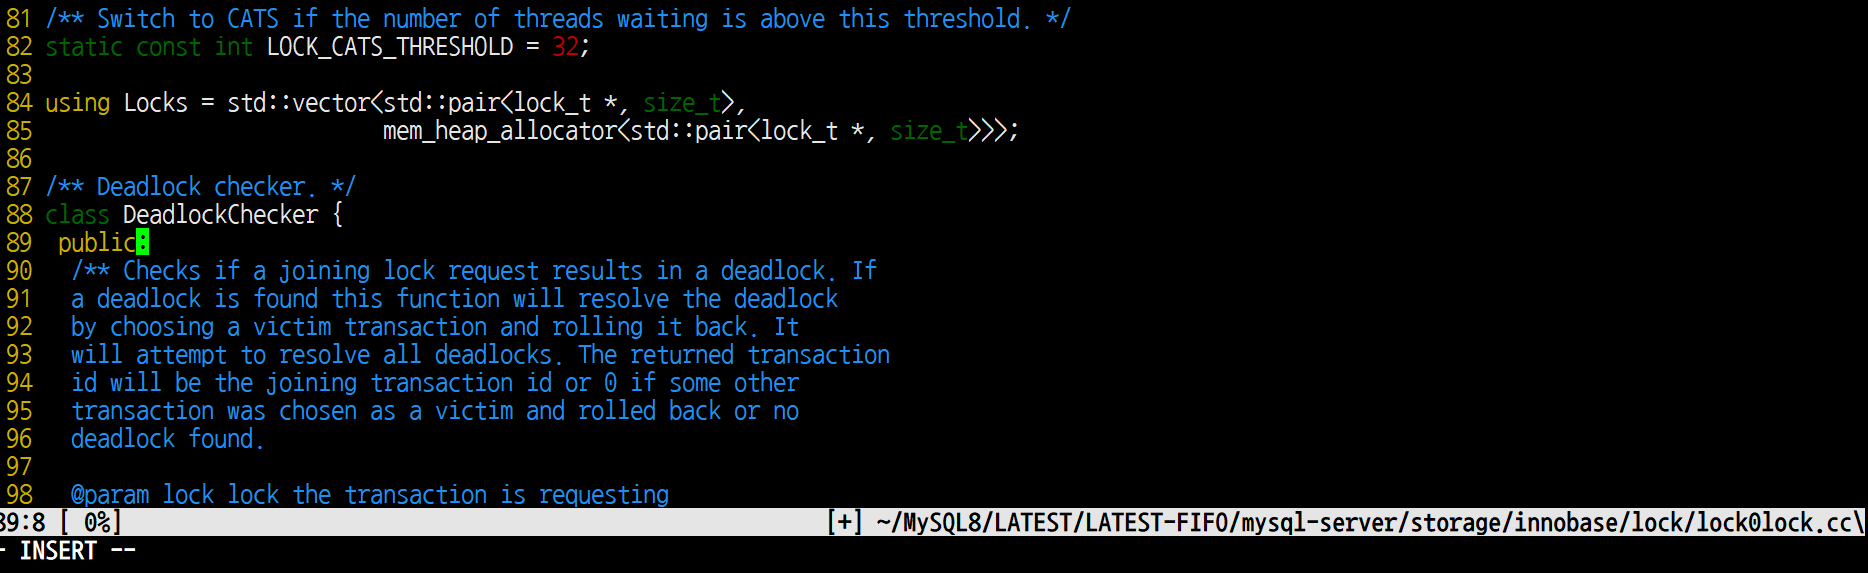 81 /** Switch to CATS if the number of threads waiting is above this threshold. */
82 static const int LOCK_CATS_THRESHOLD = 32;
83
84 using Locks = std::vector<std::pair<lock_t *, size_t>,
85                           mem_heap_allocator<std::pair<lock_t *, size_t>>>;
86
87 /** Deadlock checker. */
88 class DeadlockChecker {
89  public:
90   /** Checks if a joining lock request results in a deadlock. If
91   a deadlock is found this function will resolve the deadlock
92   by choosing a victim transaction and rolling it back. It
93   will attempt to resolve all deadlocks. The returned transaction
94   id will be the joining transaction id or 0 if some other
95   transaction was chosen as a victim and rolled back or no
96   deadlock found.
97
98   @param lock lock the transaction is requesting
89:8 [ 0%] [+] ~/MySQL8/LATEST/LATEST-FIFO/mysql-server/storage/innobase/lock/lock0lock.cc\
- INSERT --